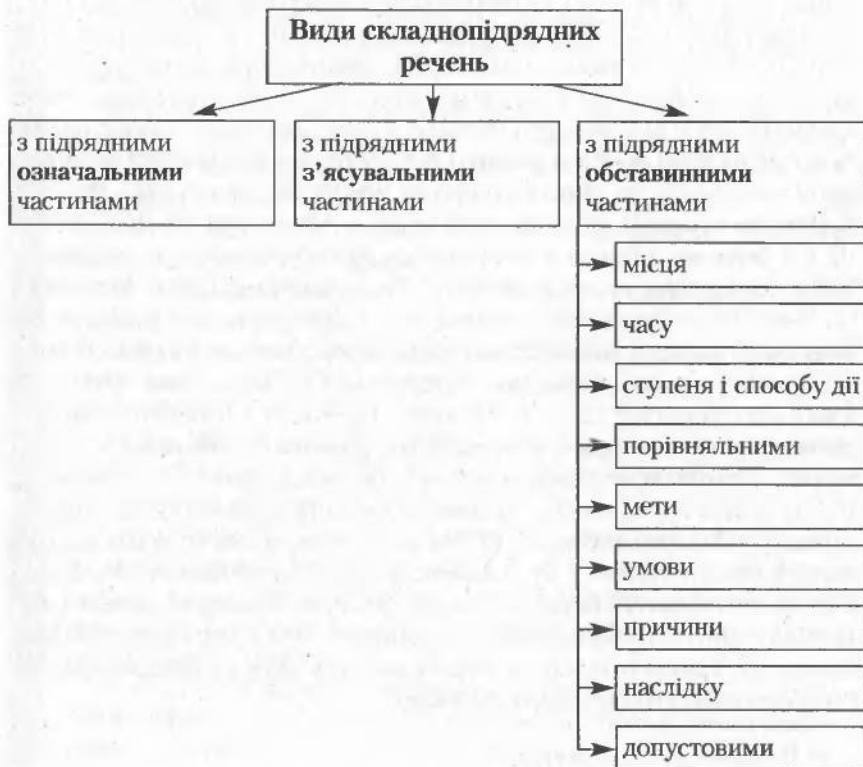 Види складнопідрядних
речень
з підрядними
означальними
частинами
з підрядними
з’ясувальними
частинами
з підрядними
обставинними
частинами
місця
часу
ступеня і способу дії
порівняльними
мети
умови
причини
наслідку
допустовими